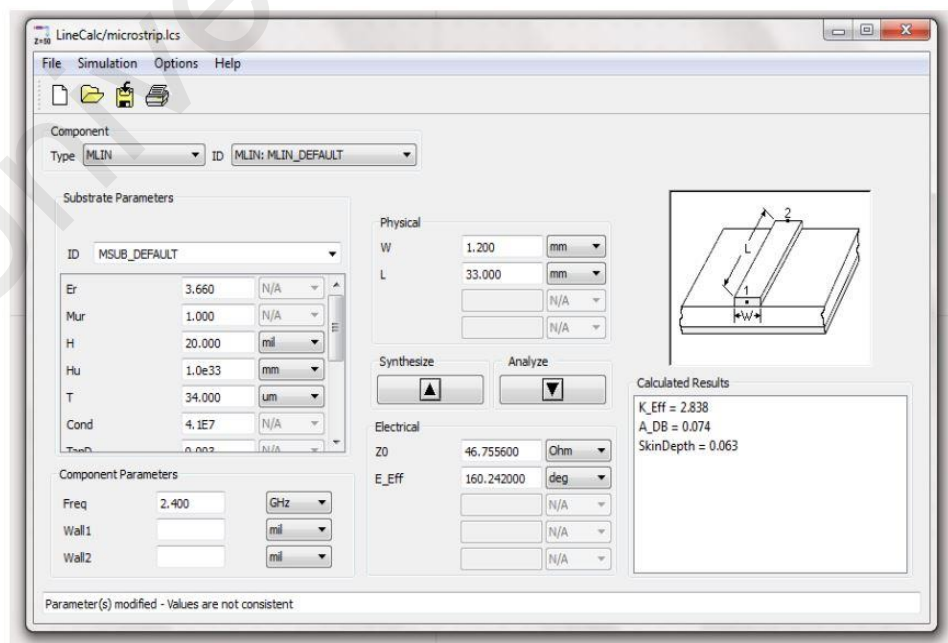 Z=50 LineCalc/microstrip.lcs
File Simulation Options Help
Component
Type MLIN ID MLIN: MLIN_DEFAULT
Substrate Parameters
ID MSUB_DEFAULT
Er 3.660 N/A
Mur 1.000 N/A
H 20.000 mil
Hu 1.0e33 mm
T 34.000 um
Cond 4.1E7 N/A
TanD 0.003 N/A
Component Parameters
Freq 2.400 GHz
Wall1 mil
Wall2 mil
Physical
W 1.200 mm
L 33.000 mm
N/A
N/A
Synthesize Analyze
Electrical
Z0 46.755600 Ohm
E_Eff 160.242000 deg
N/A
N/A
N/A
2
L
1
W
Calculated Results
K_Eff = 2.838
A_DB = 0.074
SkinDepth = 0.063
Parameter(s) modified - Values are not consistent